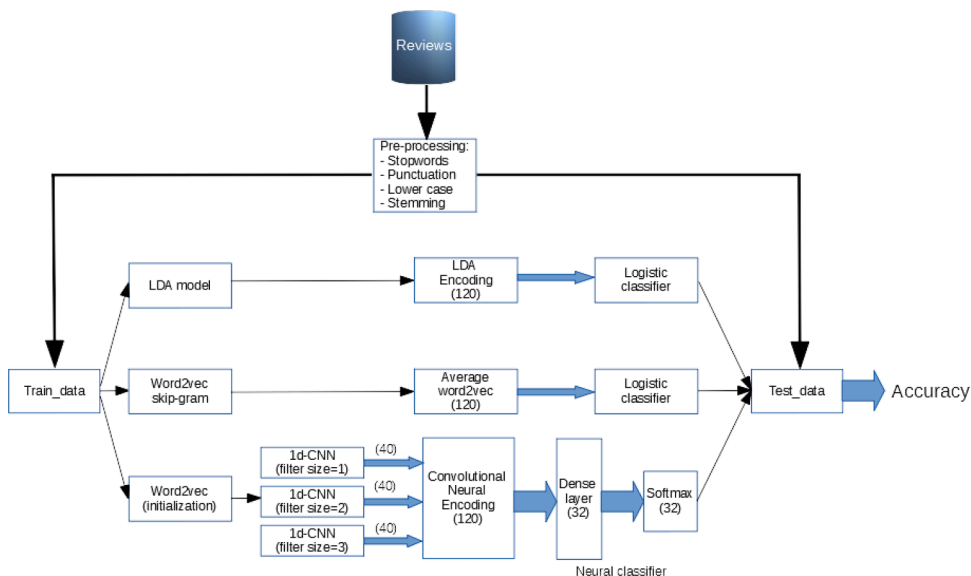 Reviews
Pre-processing:
- Stopwords
- Punctuation
- Lower case
- Stemming
LDA model
LDA
Encoding
(120)
Logistic
classifier
Train_data
Word2vec
skip-gram
Average
word2vec
(120)
Logistic
classifier
Test_data
Accuracy
Word2vec
(initialization)
1d-CNN
(filter size=1)
(40)
1d-CNN
(filter size=2)
(40)
1d-CNN
(filter size=3)
(40)
Convolutional
Neural
Encoding
(120)
Dense
layer
(32)
Softmax
(32)
Neural classifier